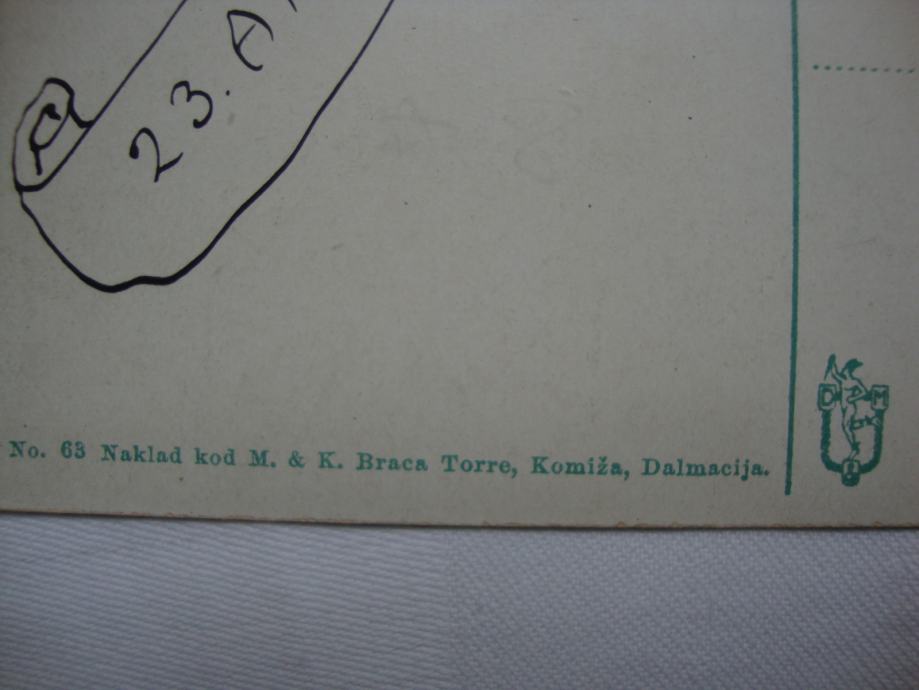 23. A
No. 63 Naklad kod M. & K. Braca Torre, Komiža, Dalmacija.
D M